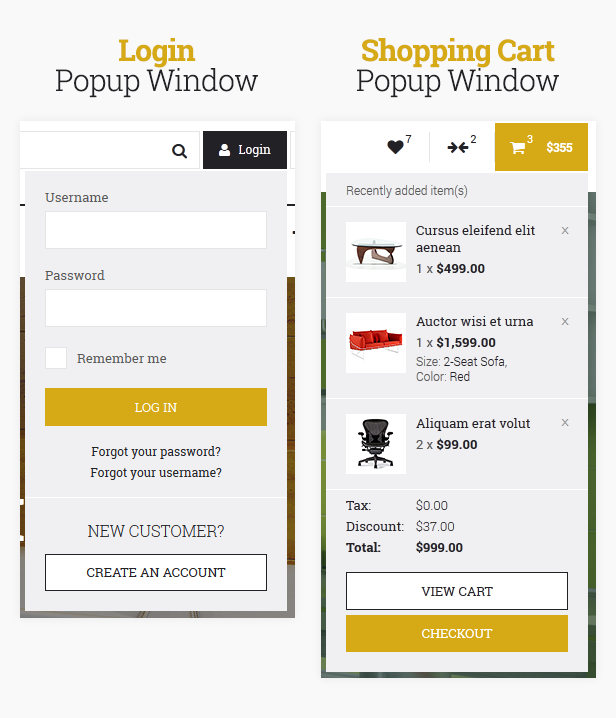 Login
Popup Window
Login
Username
Password
Remember me
LOG IN
Forgot your password?
Forgot your username?
NEW CUSTOMER?
CREATE AN ACCOUNT
Shopping Cart
Popup Window
7
2
3
$355
Recently added item(s)
Cursus eleifend elit
aenean
x
1 x $499.00
Auctor wisi et urna
x
1 x $1,599.00
Size: 2-Seat Sofa,
Color: Red
Aliquam erat volut
x
2 x $99.00
Tax: $0.00
Discount: $37.00
Total: $999.00
VIEW CART
CHECKOUT